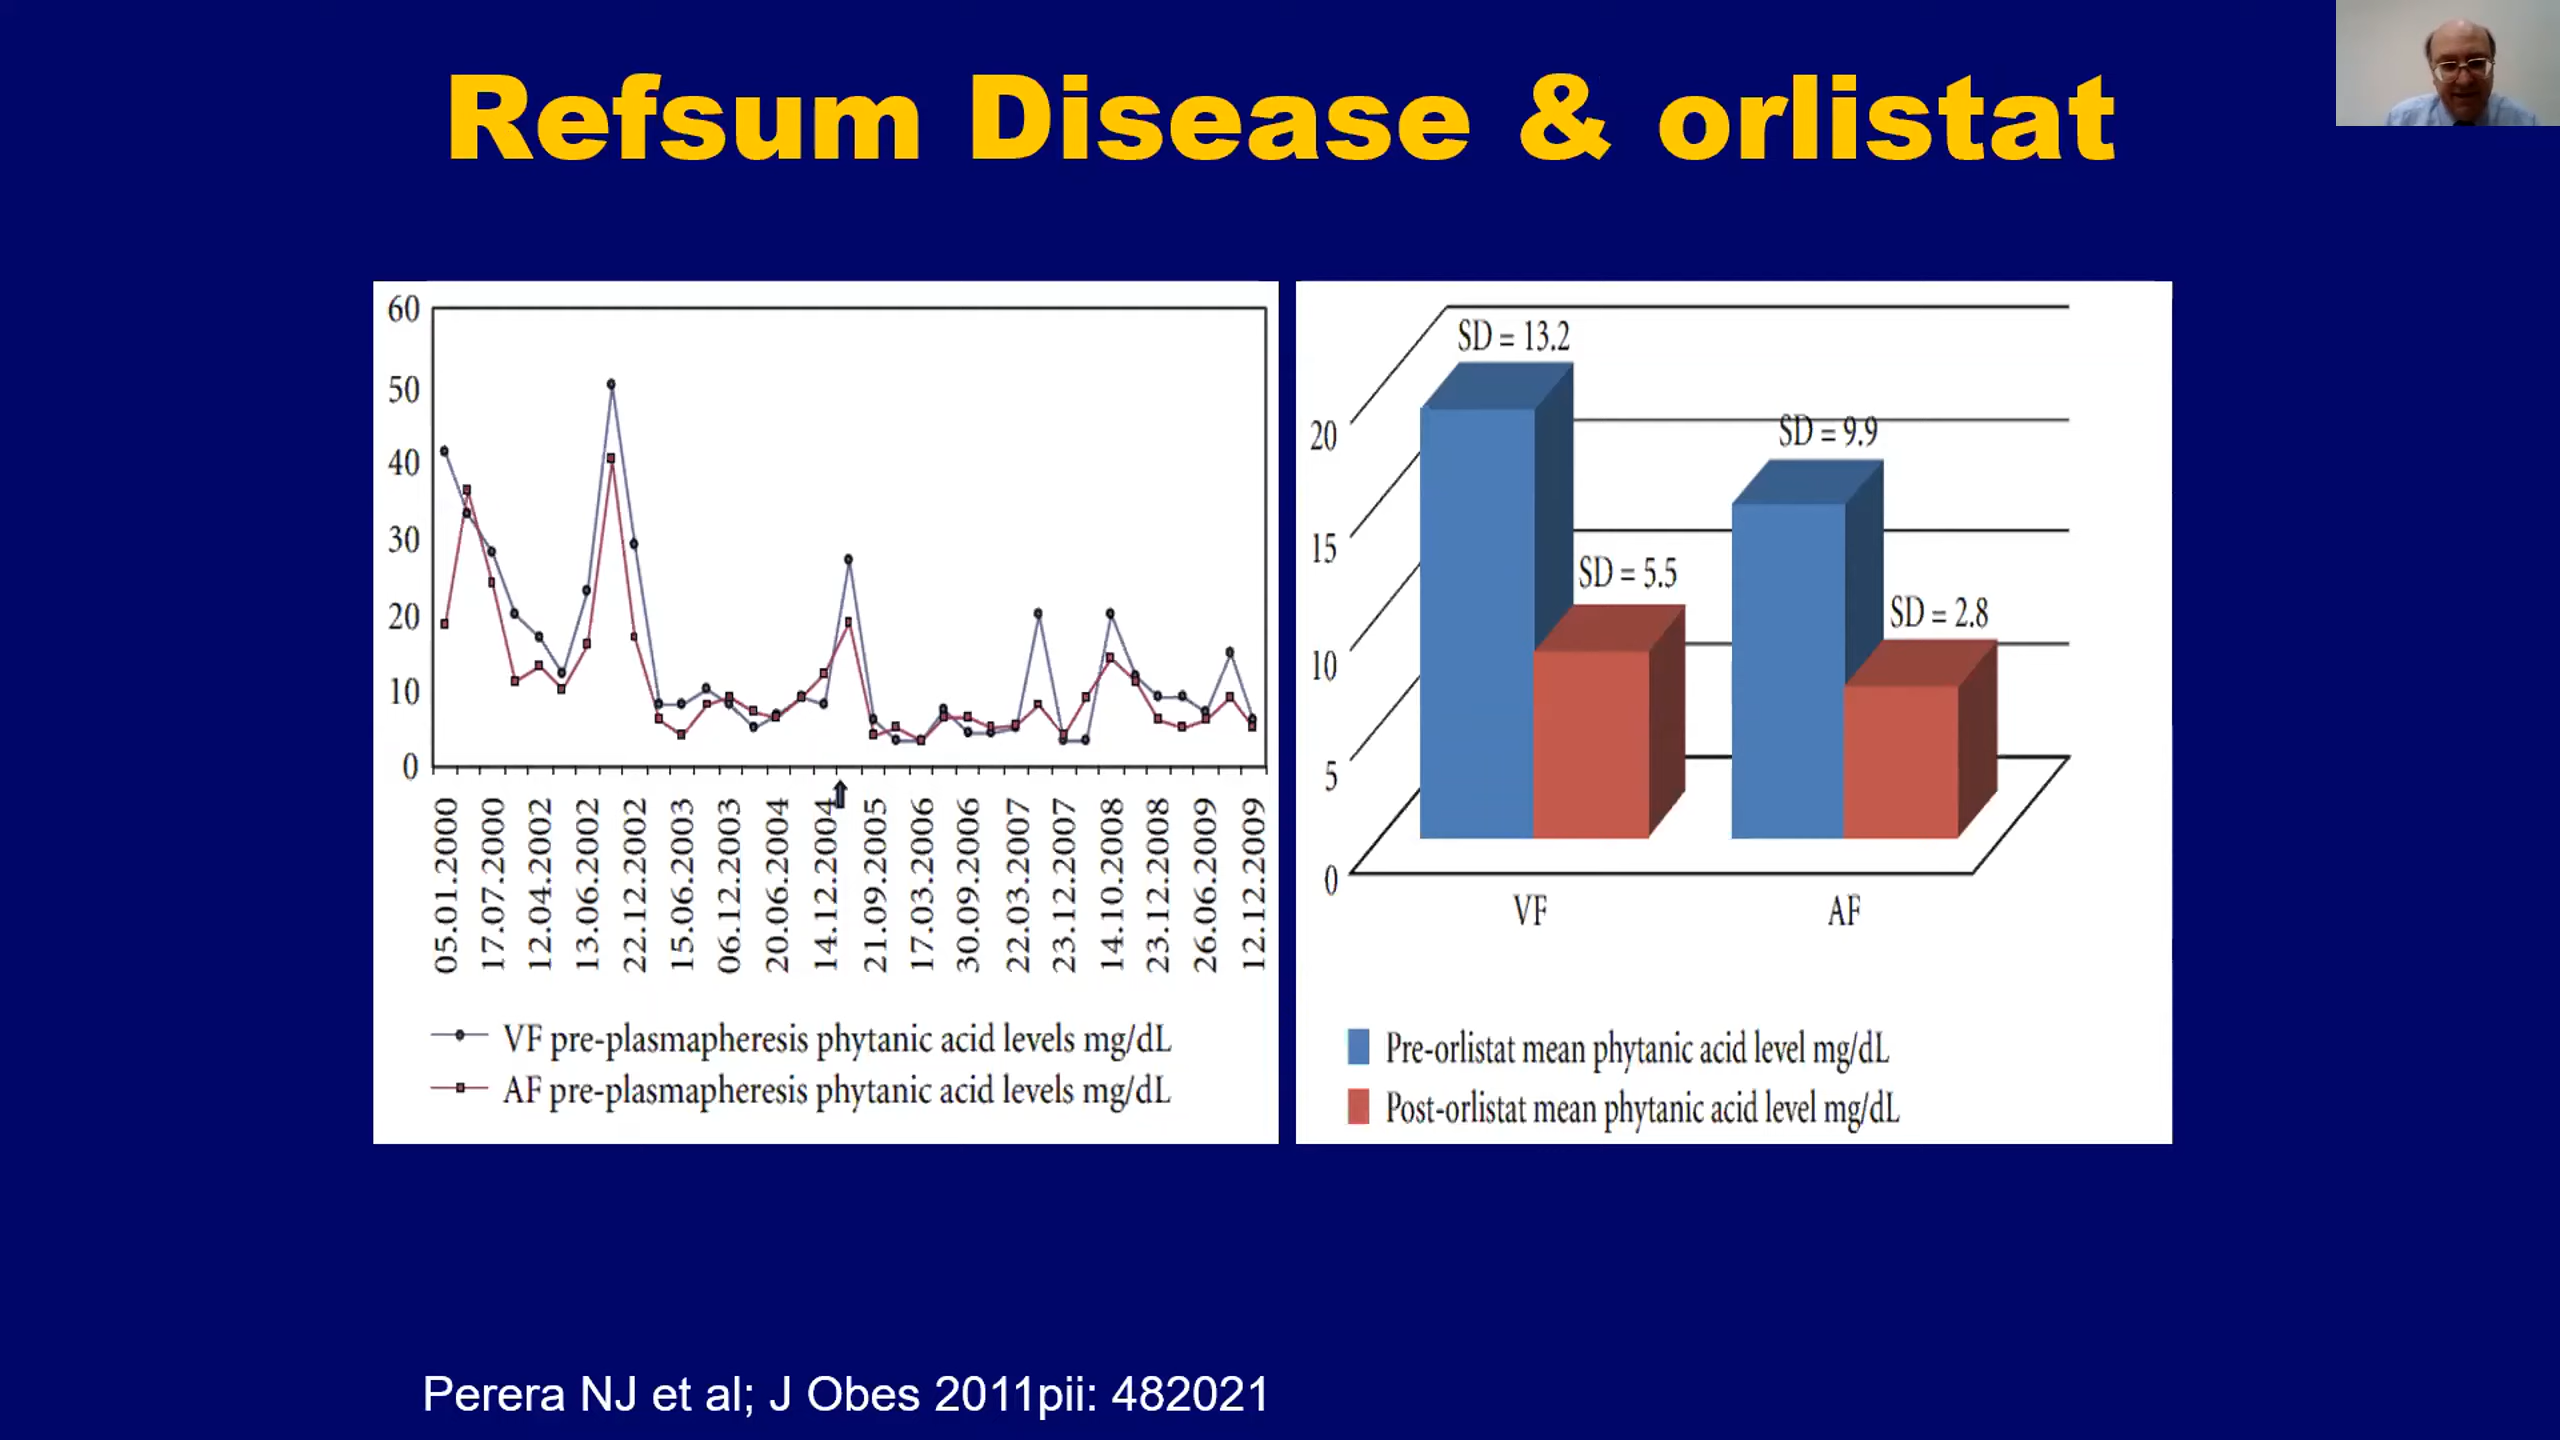 Refsum Disease & orlistat
60
50
40
30
20
10
0
05.01.2000
17.07.2000
12.04.2002
13.06.2002
22.12.2002
15.06.2003
06.12.2003
20.06.2004
14.12.2004
21.09.2005
17.03.2006
30.09.2006
22.03.2007
23.12.2007
14.10.2008
23.12.2008
26.06.2009
12.12.2009
VF pre-plasmapheresis phytanic acid levels mg/dL
AF pre-plasmapheresis phytanic acid levels mg/dL
SD = 13.2
SD = 9.9
SD = 5.5
SD = 2.8
20
15
10
5
0
VF
AF
Pre-orlistat mean phytanic acid level mg/dL
Post-orlistat mean phytanic acid level mg/dL
Perera NJ et al; J Obes 2011pii: 482021